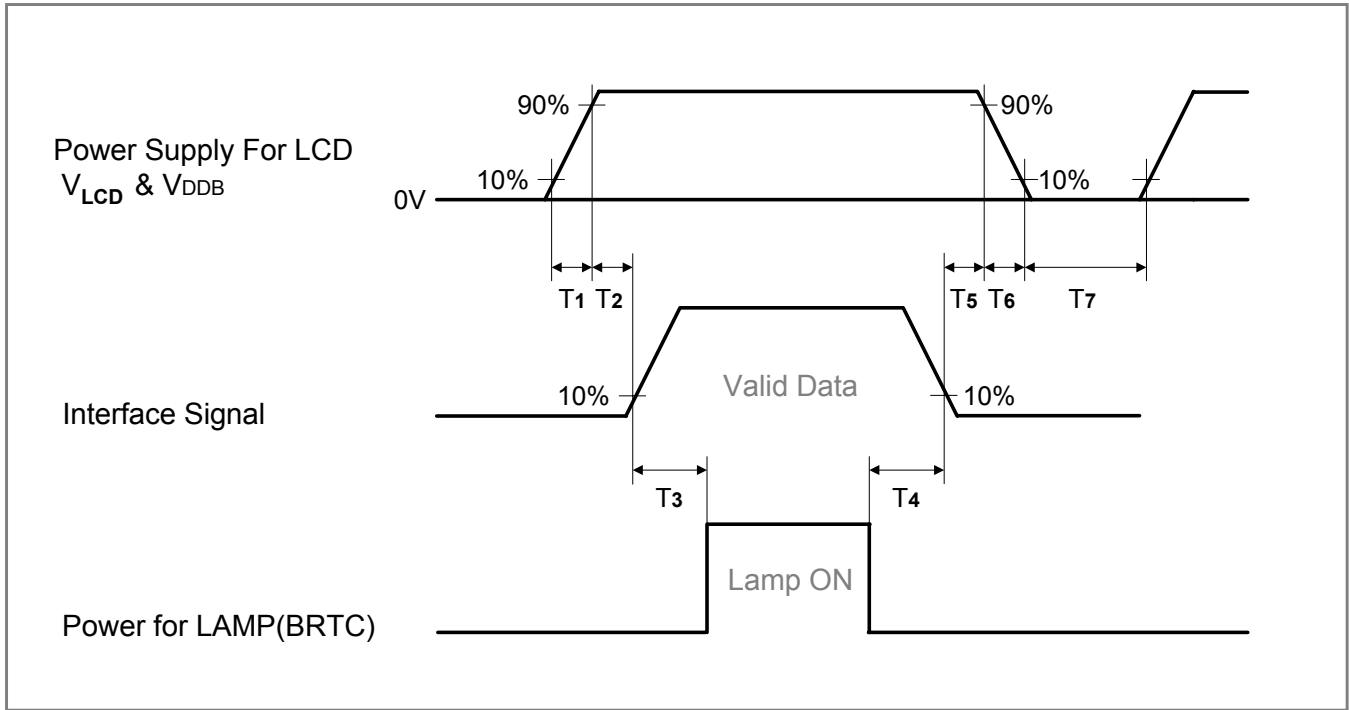 90%
90%
Power Supply For LCD
VLCD & VDDB
10%
10%
0V
T1 T2
T5 T6 T7
Valid Data
10%
10%
Interface Signal
T3
T4
Lamp ON
Power for LAMP(BRTC)